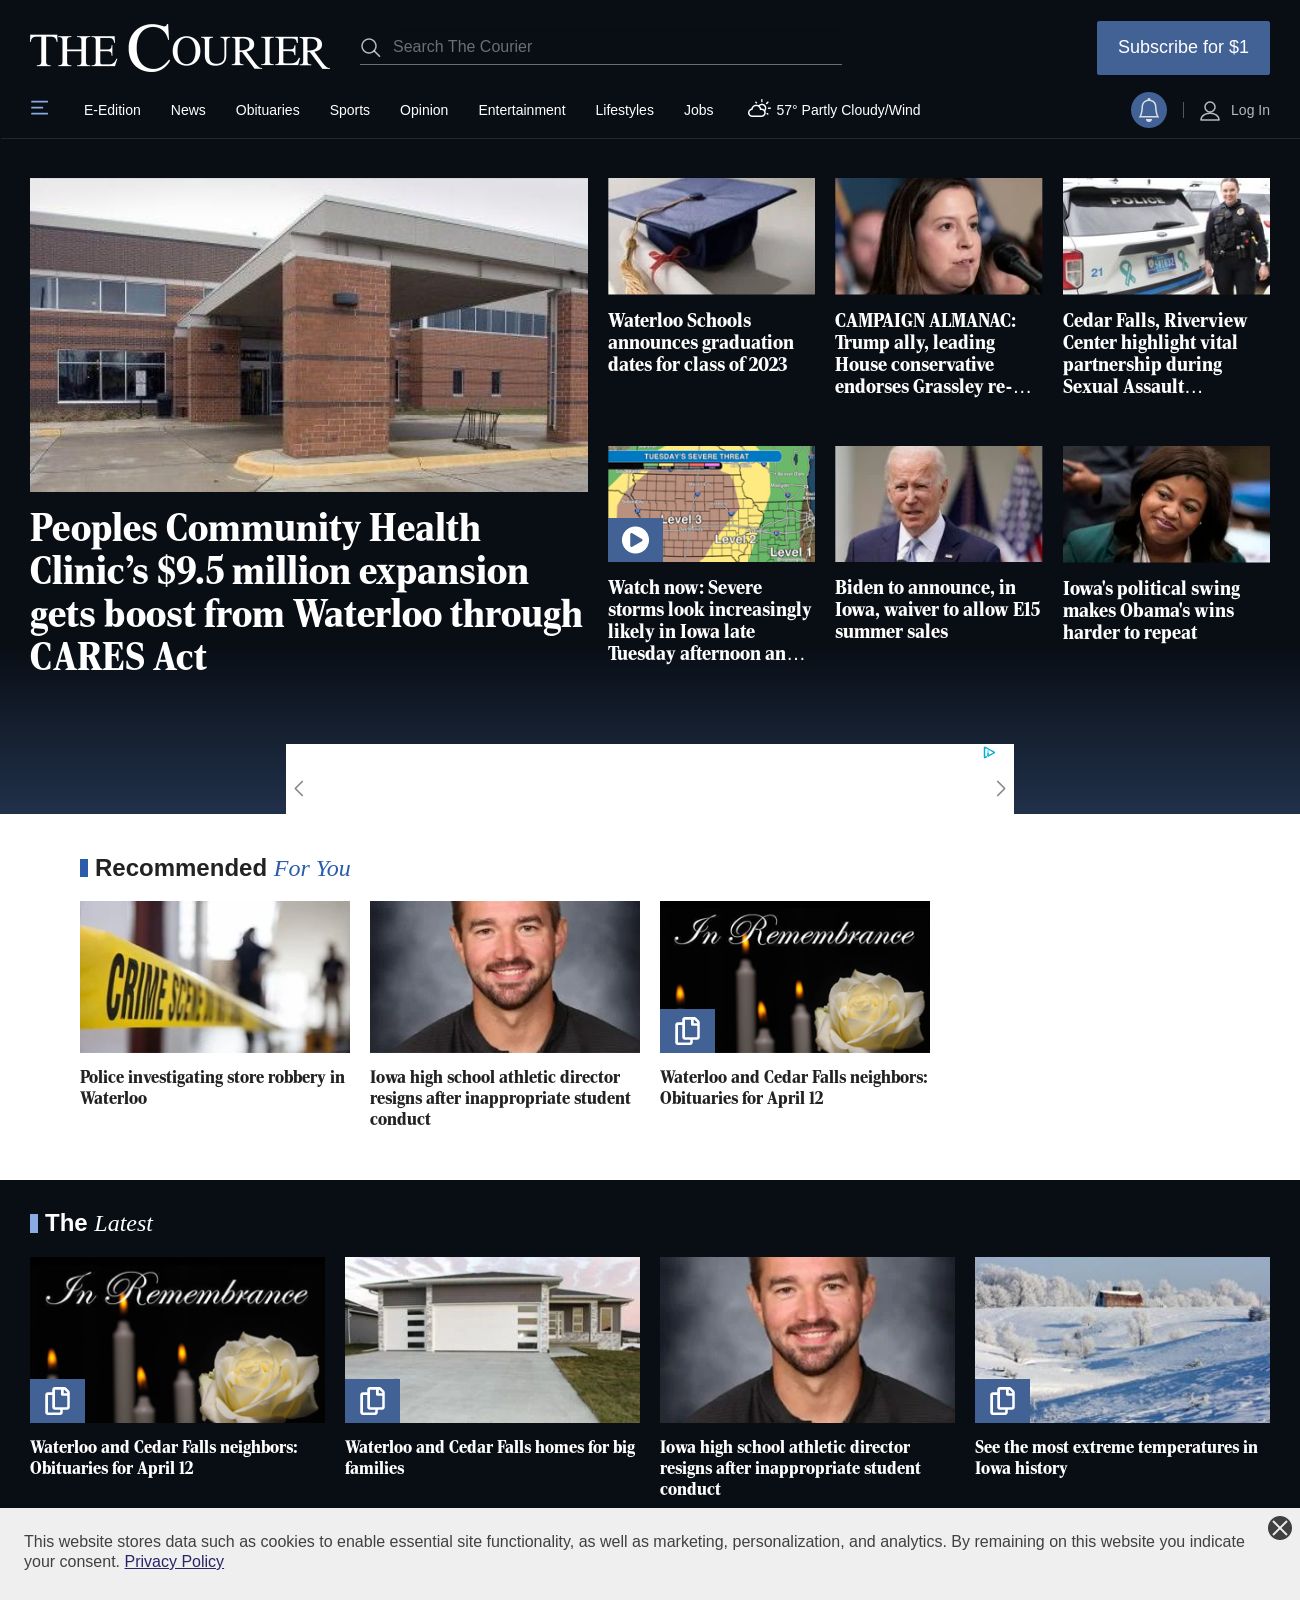 THE COURIER
Search The Courier
Subscribe for $1
E-Edition
News
Obituaries
Sports
Opinion
Entertainment
Lifestyles
Jobs
57° Partly Cloudy/Wind
Log In
Peoples Community Health
Clinic’s $9.5 million expansion
gets boost from Waterloo through
CARES Act
Waterloo Schools
announces graduation
dates for class of 2023
CAMPAIGN ALMANAC:
Trump ally, leading
House conservative
endorses Grassley re-…
POLICE
21
Cedar Falls, Riverview
Center highlight vital
partnership during
Sexual Assault…
TUESDAY'S SEVERE THREAT
Level 3
Level 2
Level 1
Watch now: Severe
storms look increasingly
likely in Iowa late
Tuesday afternoon an…
Biden to announce, in
Iowa, waiver to allow E15
summer sales
Iowa's political swing
makes Obama's wins
harder to repeat
Recommended For You
CRIME SCENE
Police investigating store robbery in
Waterloo
Iowa high school athletic director
resigns after inappropriate student
conduct
In Remembrance
Waterloo and Cedar Falls neighbors:
Obituaries for April 12
The Latest
In Remembrance
Waterloo and Cedar Falls neighbors:
Obituaries for April 12
Waterloo and Cedar Falls homes for big
families
Iowa high school athletic director
resigns after inappropriate student
conduct
See the most extreme temperatures in
Iowa history
This website stores data such as cookies to enable essential site functionality, as well as marketing, personalization, and analytics. By remaining on this website you indicate
your consent. Privacy Policy